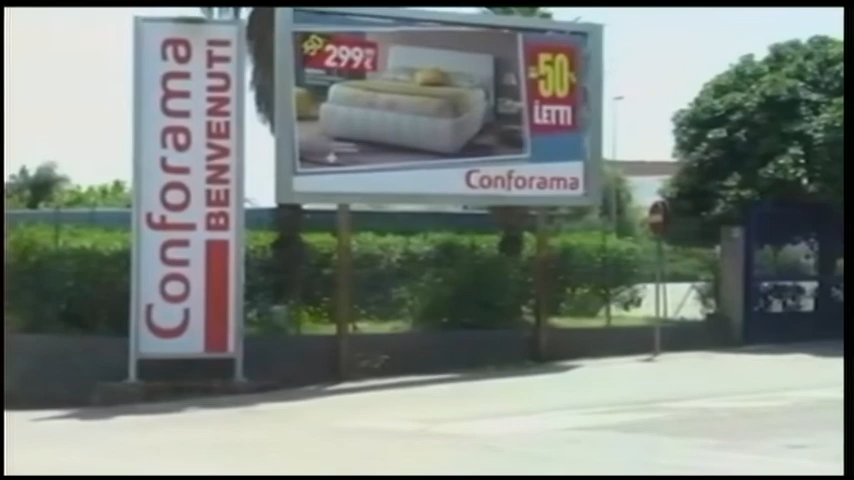 Conforama
BENVENUTI
299
-50%
LETTI
Conforama